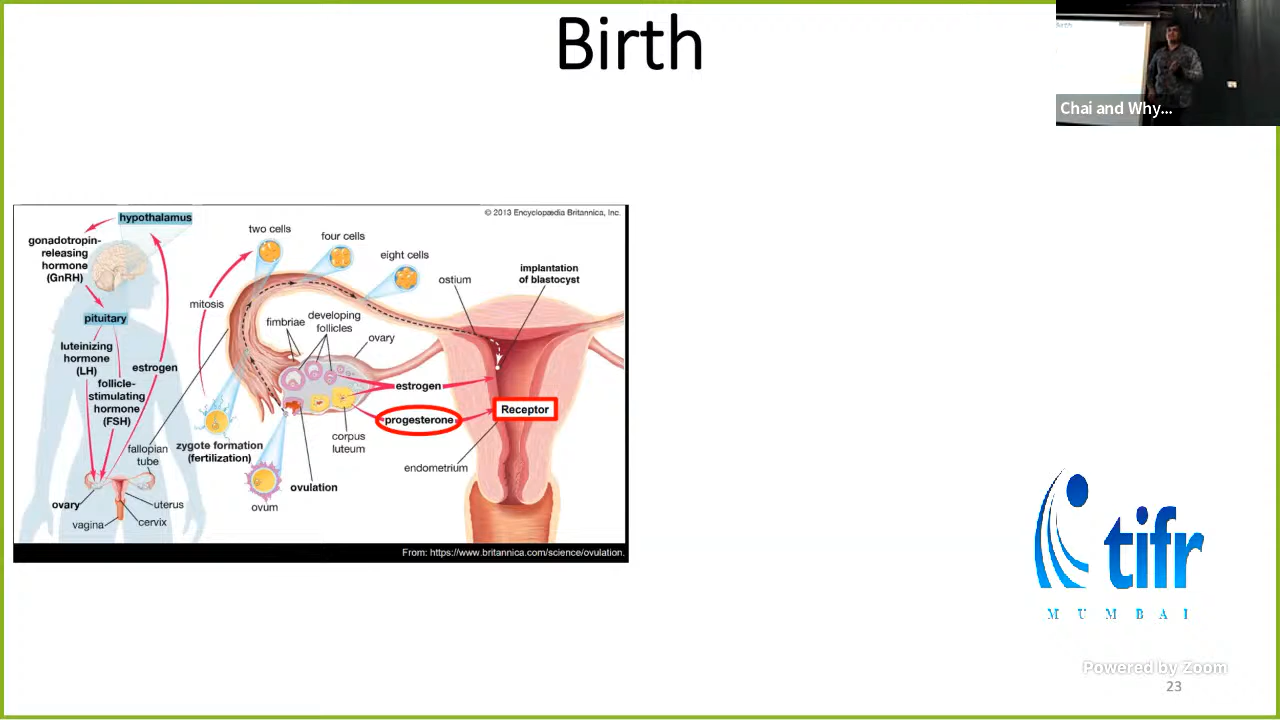 Birth
Chai and Why...
© 2013 Encyclopædia Britannica, Inc.
hypothalamus
gonadotropin-
releasing
hormone
(GnRH)
pituitary
luteinizing
hormone
(LH)
estrogen
follicle-
stimulating
hormone
(FSH)
ovary
vagina
uterus
cervix
fallopian
tube
two cells
four cells
eight cells
mitosis
fimbriae
developing
follicles
ovary
ostium
implantation
of blastocyst
estrogen
progesterone
Receptor
zygote formation
(fertilization)
corpus
luteum
endometrium
ovulation
ovum
From: https://www.britannica.com/science/ovulation.
tifr
MUMBAI
Powered by Zoom
23